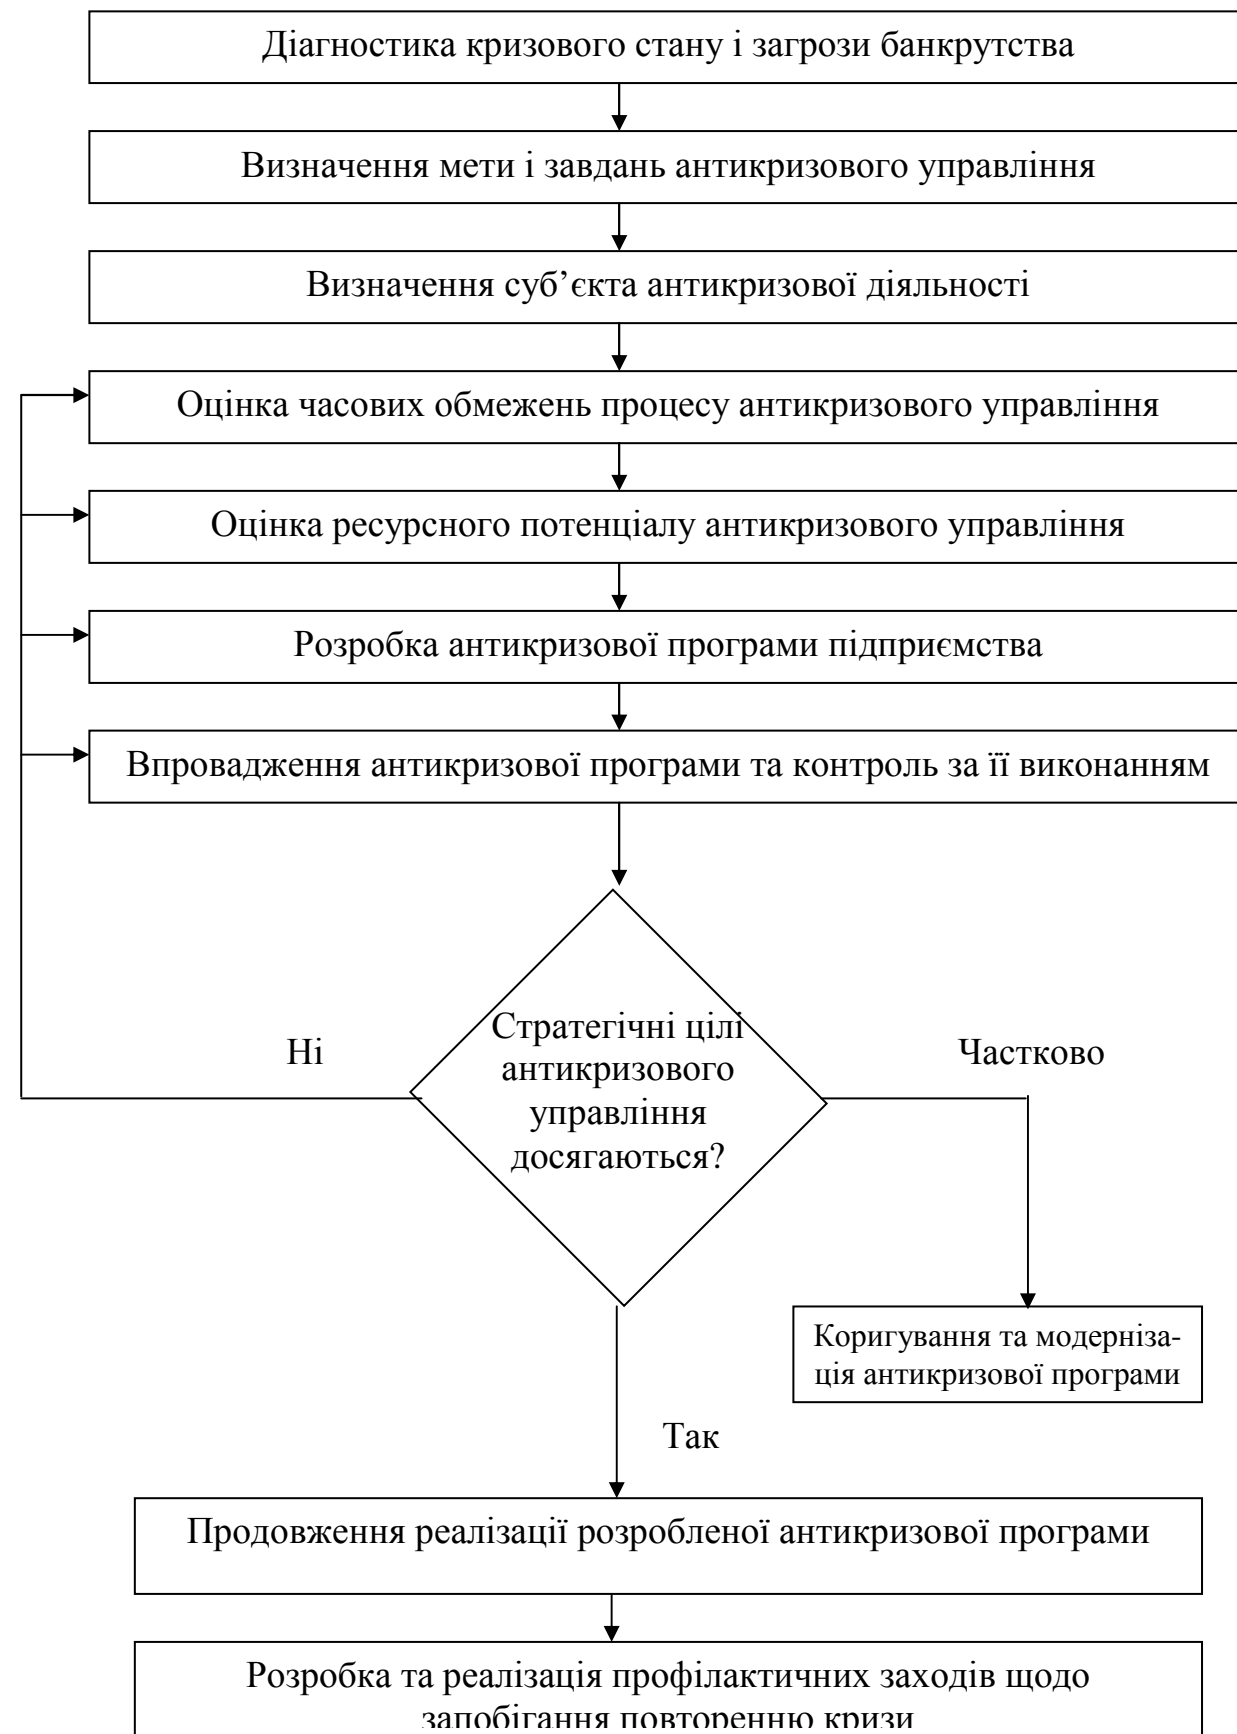 Діагностика кризового стану і загрози банкрутства
Визначення мети і завдань антикризового управління
Визначення суб’єкта антикризової діяльності
Оцінка часових обмежень процесу антикризового управління
Оцінка ресурсного потенціалу антикризового управління
Розробка антикризової програми підприємства
Впровадження антикризової програми та контроль за її виконанням
Стратегічні цілі
антикризового
управління
досягаються?
Ні
Частково
Коригування та модерніза-
ція антикризової програми
Так
Продовження реалізації розробленої антикризової програми
Розробка та реалізація профілактичних заходів щодо
запобігання повторенню кризи